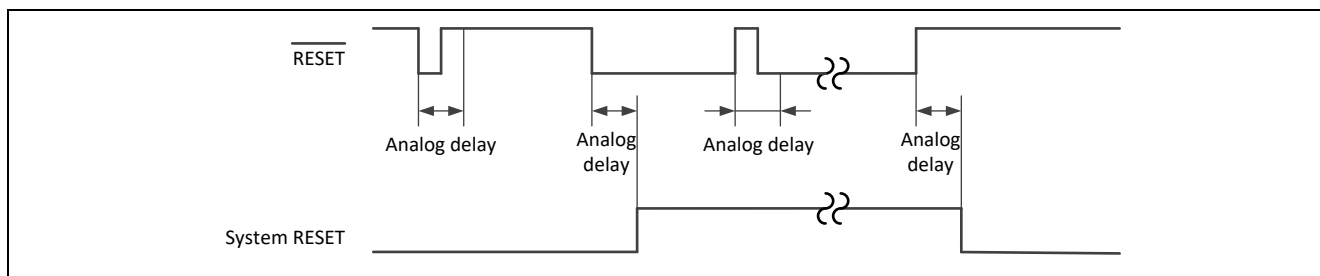 RESET
Analog delay
Analog
delay
Analog delay
Analog
delay
System RESET